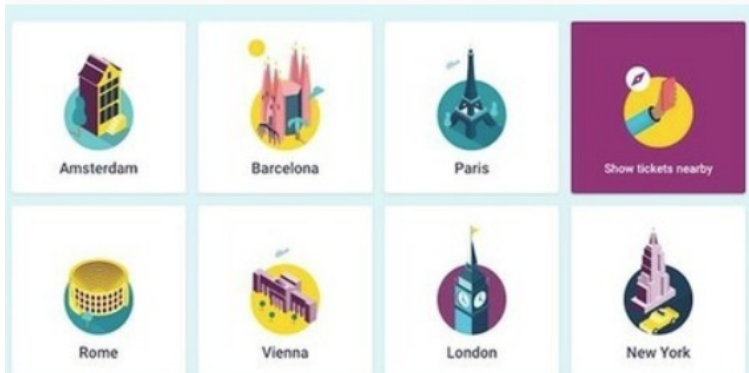 Amsterdam
Barcelona
Paris
Show tickets nearby
Rome
Vienna
London
New York